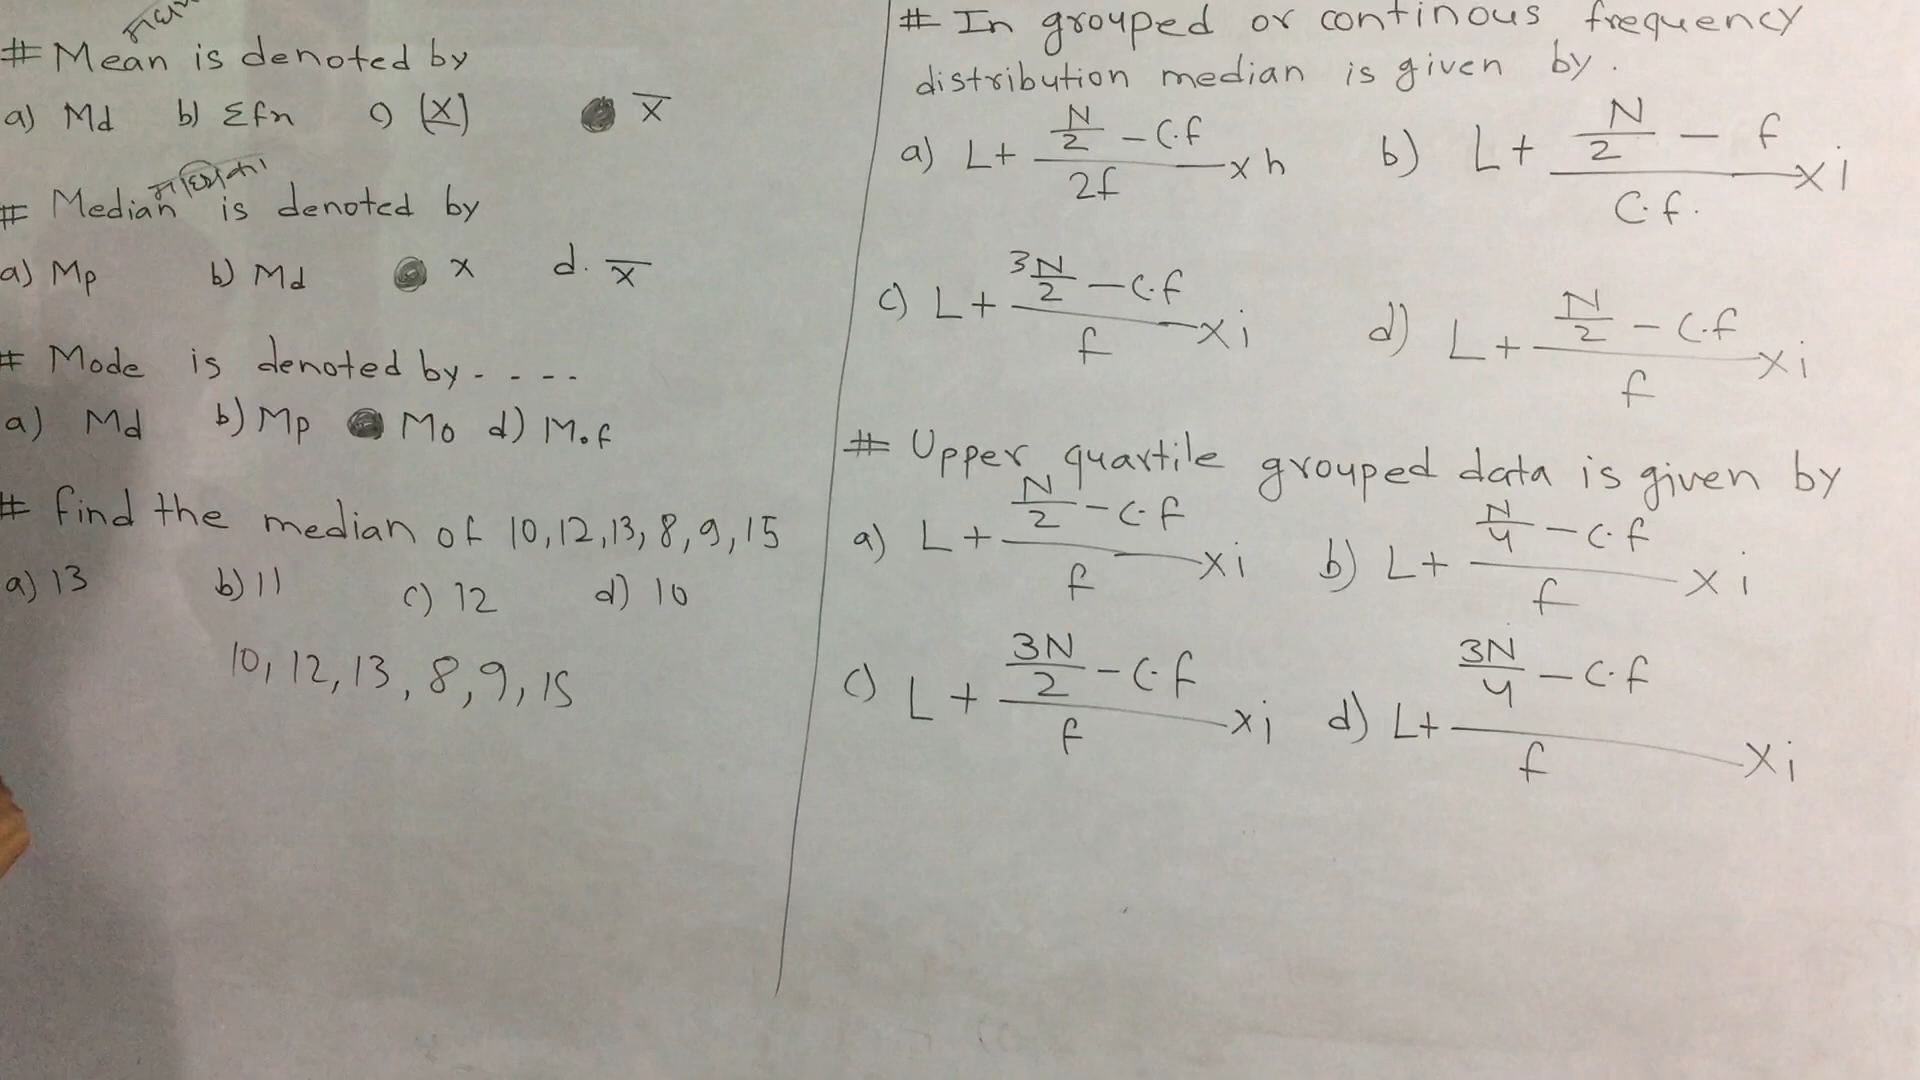 # Mean is denoted by
a) Md b) Σfn c) (X) X̅
माध्यिका
# Median is denoted by
a) Mp b) Md x d. X̅
# Mode is denoted by - - - -
a) Md b) Mp Mo d) M.f
# find the median of 10,12,13,8,9,15
a) 13 b) 11 c) 12 d) 10
10, 12, 13, 8, 9, 15
# In grouped or continous frequency
distribution median is given by.
a) L + (N/2 - C.f)/2f x h b) L + (N/2 - f)/C.f. x i
c) L + (3N/2 - C.f)/f x i d) L + (N/2 - C.f)/f x i
# Upper quartile grouped data is given by
a) L + (N/2 - C.f)/f x i b) L + (N/4 - C.f)/f x i
c) L + (3N/2 - C.f)/f x i d) L + (3N/4 - C.f)/f x i